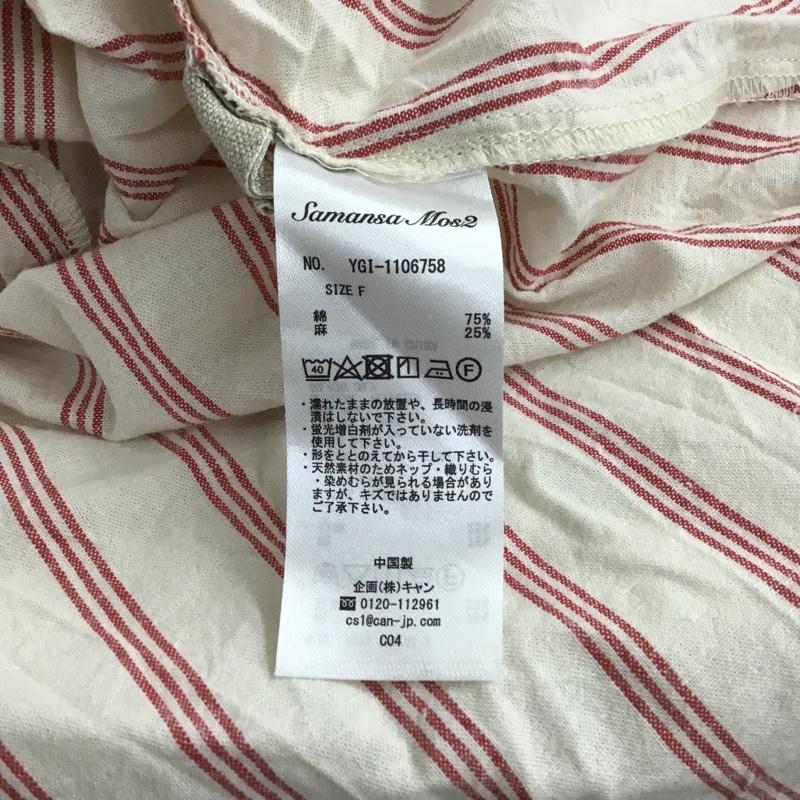 Samansa Mos2
NO. YGI-1106758
SIZE F
綿 75%
麻 25%
40 F
・濡れたままの放置や、長時間の浸
漬はしないで下さい。
・蛍光増白剤が入っていない洗剤を
使用して下さい。
・形をととのえてから干して下さい。
・天然素材のためネップ・織りむら
・染めむらが見られる場合があり
ますが、キズではありませんので
ご了承下さい。
中国製
企画(株)キャン
0120-112961
cs1@can-jp.com
C04